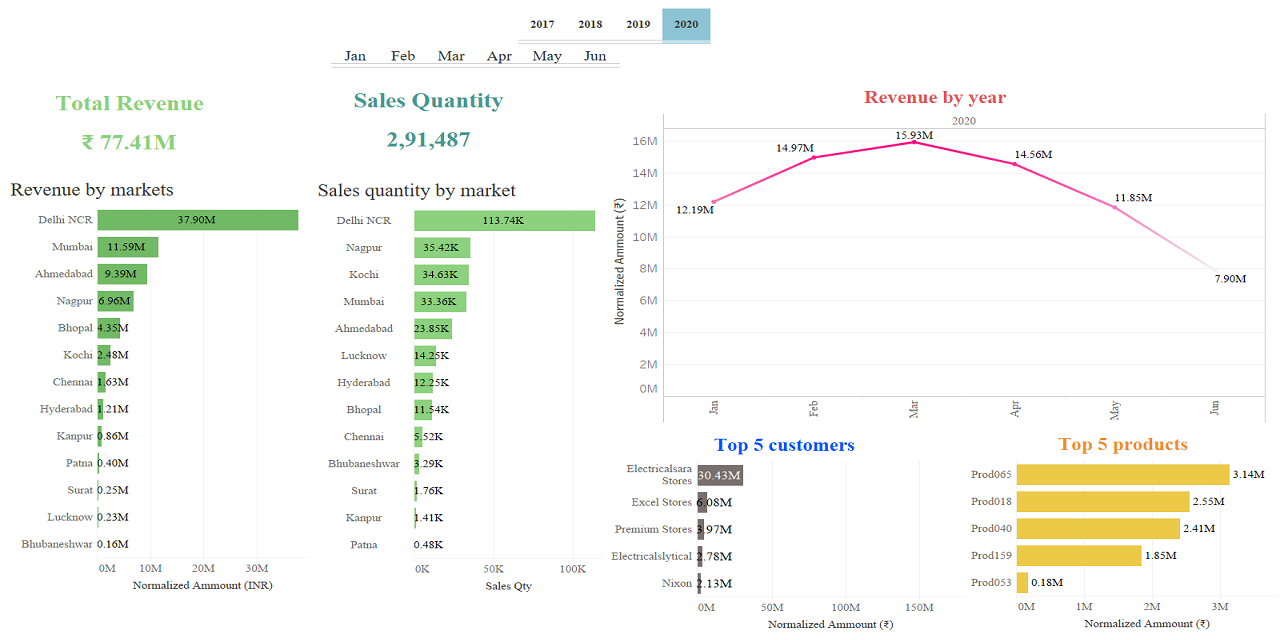 2017 2018 2019 2020
Jan Feb Mar Apr May Jun
Total Revenue
₹ 77.41M
Sales Quantity
2,91,487
Revenue by markets
Delhi NCR 37.90M
Mumbai 11.59M
Ahmedabad 9.39M
Nagpur 6.96M
Bhopal 4.35M
Kochi 2.48M
Chennai 1.63M
Hyderabad 1.21M
Kanpur 0.86M
Patna 0.40M
Surat 0.25M
Lucknow 0.23M
Bhubaneshwar 0.16M
0M 10M 20M 30M
Normalized Ammount (INR)
Sales quantity by market
Delhi NCR 113.74K
Nagpur 35.42K
Kochi 34.63K
Mumbai 33.36K
Ahmedabad 23.85K
Lucknow 14.25K
Hyderabad 12.25K
Bhopal 11.54K
Chennai 5.52K
Bhubaneshwar 3.29K
Surat 1.76K
Kanpur 1.41K
Patna 0.48K
0K 50K 100K
Sales Qty
Revenue by year
2020
Normalized Ammount (₹)
16M
14M
12M
10M
8M
6M
4M
2M
0M
12.19M
14.97M
15.93M
14.56M
11.85M
7.90M
Jan Feb Mar Apr May Jun
Top 5 customers
Electricalsara
Stores 30.43M
Excel Stores 6.08M
Premium Stores 3.97M
Electricalslytical 2.78M
Nixon 2.13M
0M 50M 100M 150M
Normalized Ammount (₹)
Top 5 products
Prod065 3.14M
Prod018 2.55M
Prod040 2.41M
Prod159 1.85M
Prod053 0.18M
0M 1M 2M 3M
Normalized Ammount (₹)